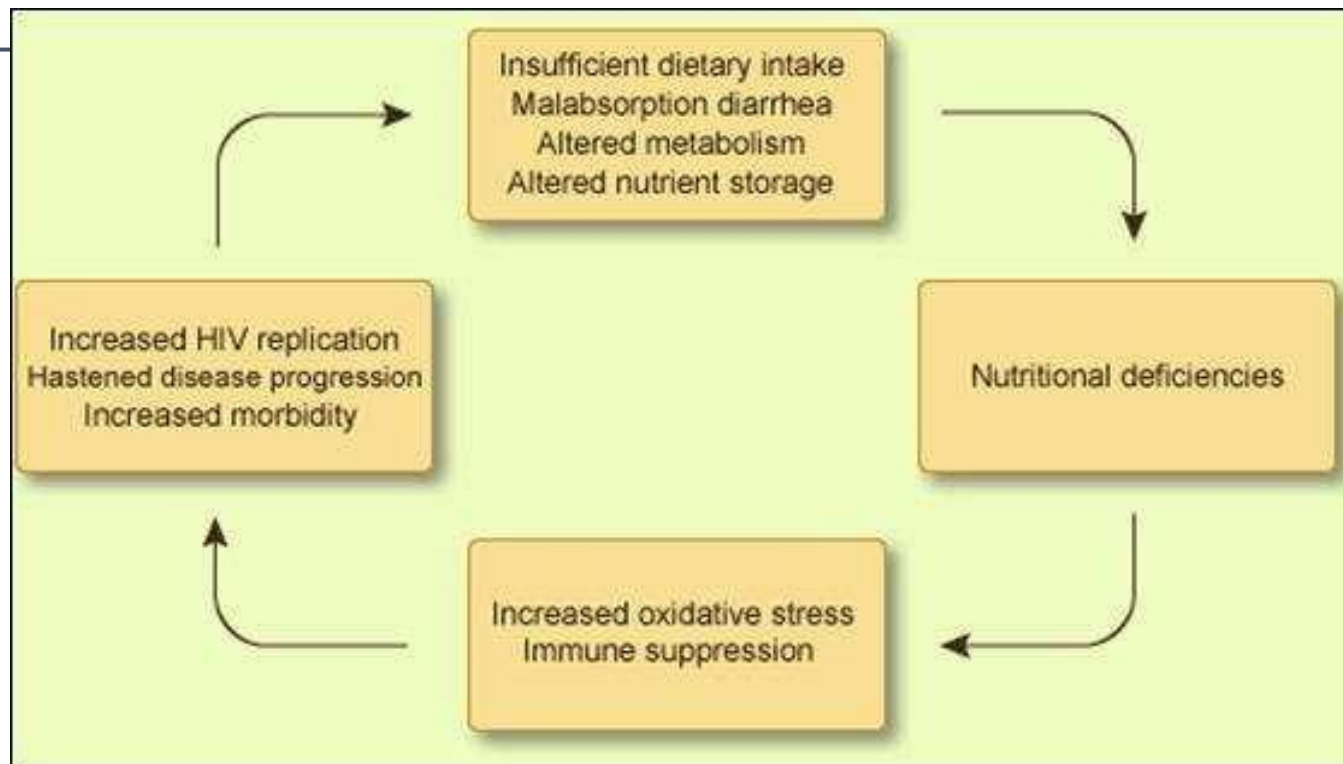 Insufficient dietary intake
Malabsorption diarrhea
Altered metabolism
Altered nutrient storage
Nutritional deficiencies
Increased oxidative stress
Immune suppression
Increased HIV replication
Hastened disease progression
Increased morbidity